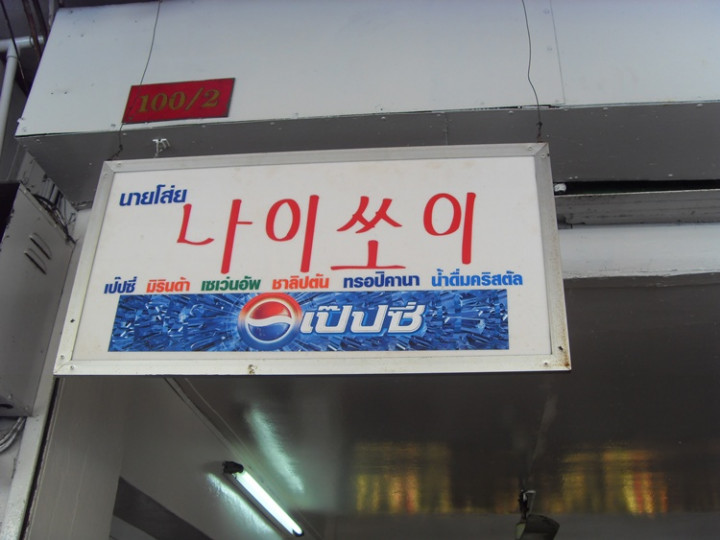 100/2
นายโส่ย
나이쏘이
เป๊ปซี่ มิรินด้า เซเว่นอัพ ชาลิปตัน ทรอปิคานา น้ำดื่มคริสตัล
เป๊ปซี่